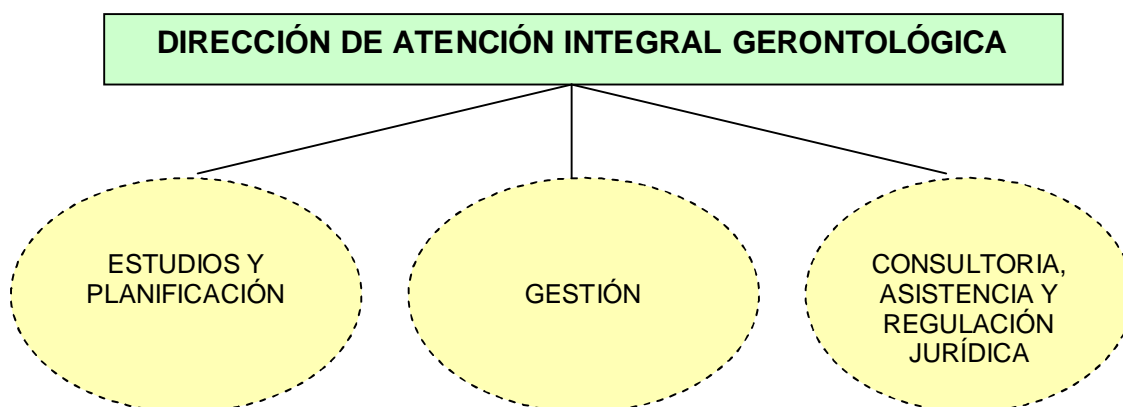 DIRECCIÓN DE ATENCIÓN INTEGRAL GERONTOLÓGICA
ESTUDIOS Y
PLANIFICACIÓN
GESTIÓN
CONSULTORIA,
ASISTENCIA Y
REGULACIÓN
JURÍDICA